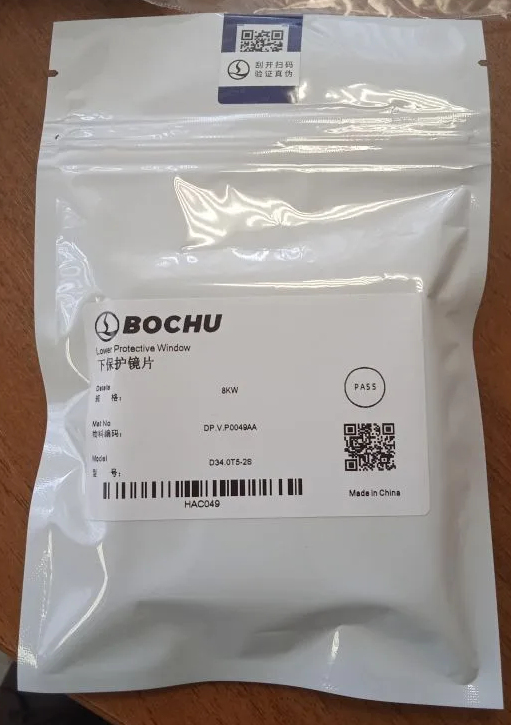 刮开扫码
验证真伪
BOCHU
Lower Protective Window
下保护镜片
Details
规 格： 8KW
PASS
Mat No
物料编码： DP.V.P0049AA
Model
型 号： D34.0T5-2S
HAC049
Made in China